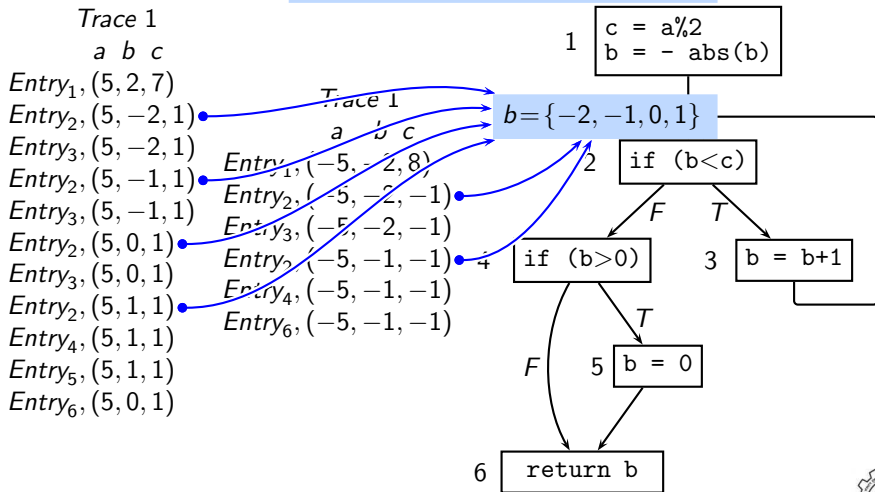 Trace 1
a b c
Entry₁, (5, 2, 7)
Entry₂, (5, −2, 1)
Entry₃, (5, −2, 1)
Entry₂, (5, −1, 1)
Entry₃, (5, −1, 1)
Entry₂, (5, 0, 1)
Entry₃, (5, 0, 1)
Entry₂, (5, 1, 1)
Entry₄, (5, 1, 1)
Entry₅, (5, 1, 1)
Entry₆, (5, 0, 1)
Trace 1
a b c
Entry₁, (−5, −2, 8)
Entry₂, (−5, −2, −1)
Entry₃, (−5, −2, −1)
Entry₂, (−5, −1, −1)
Entry₄, (−5, −1, −1)
Entry₆, (−5, −1, −1)
b={−2, −1, 0, 1}
1
c = a%2
b = - abs(b)
2
if (b<c)
F
T
4
if (b>0)
3
b = b+1
T
F
5
b = 0
6
return b